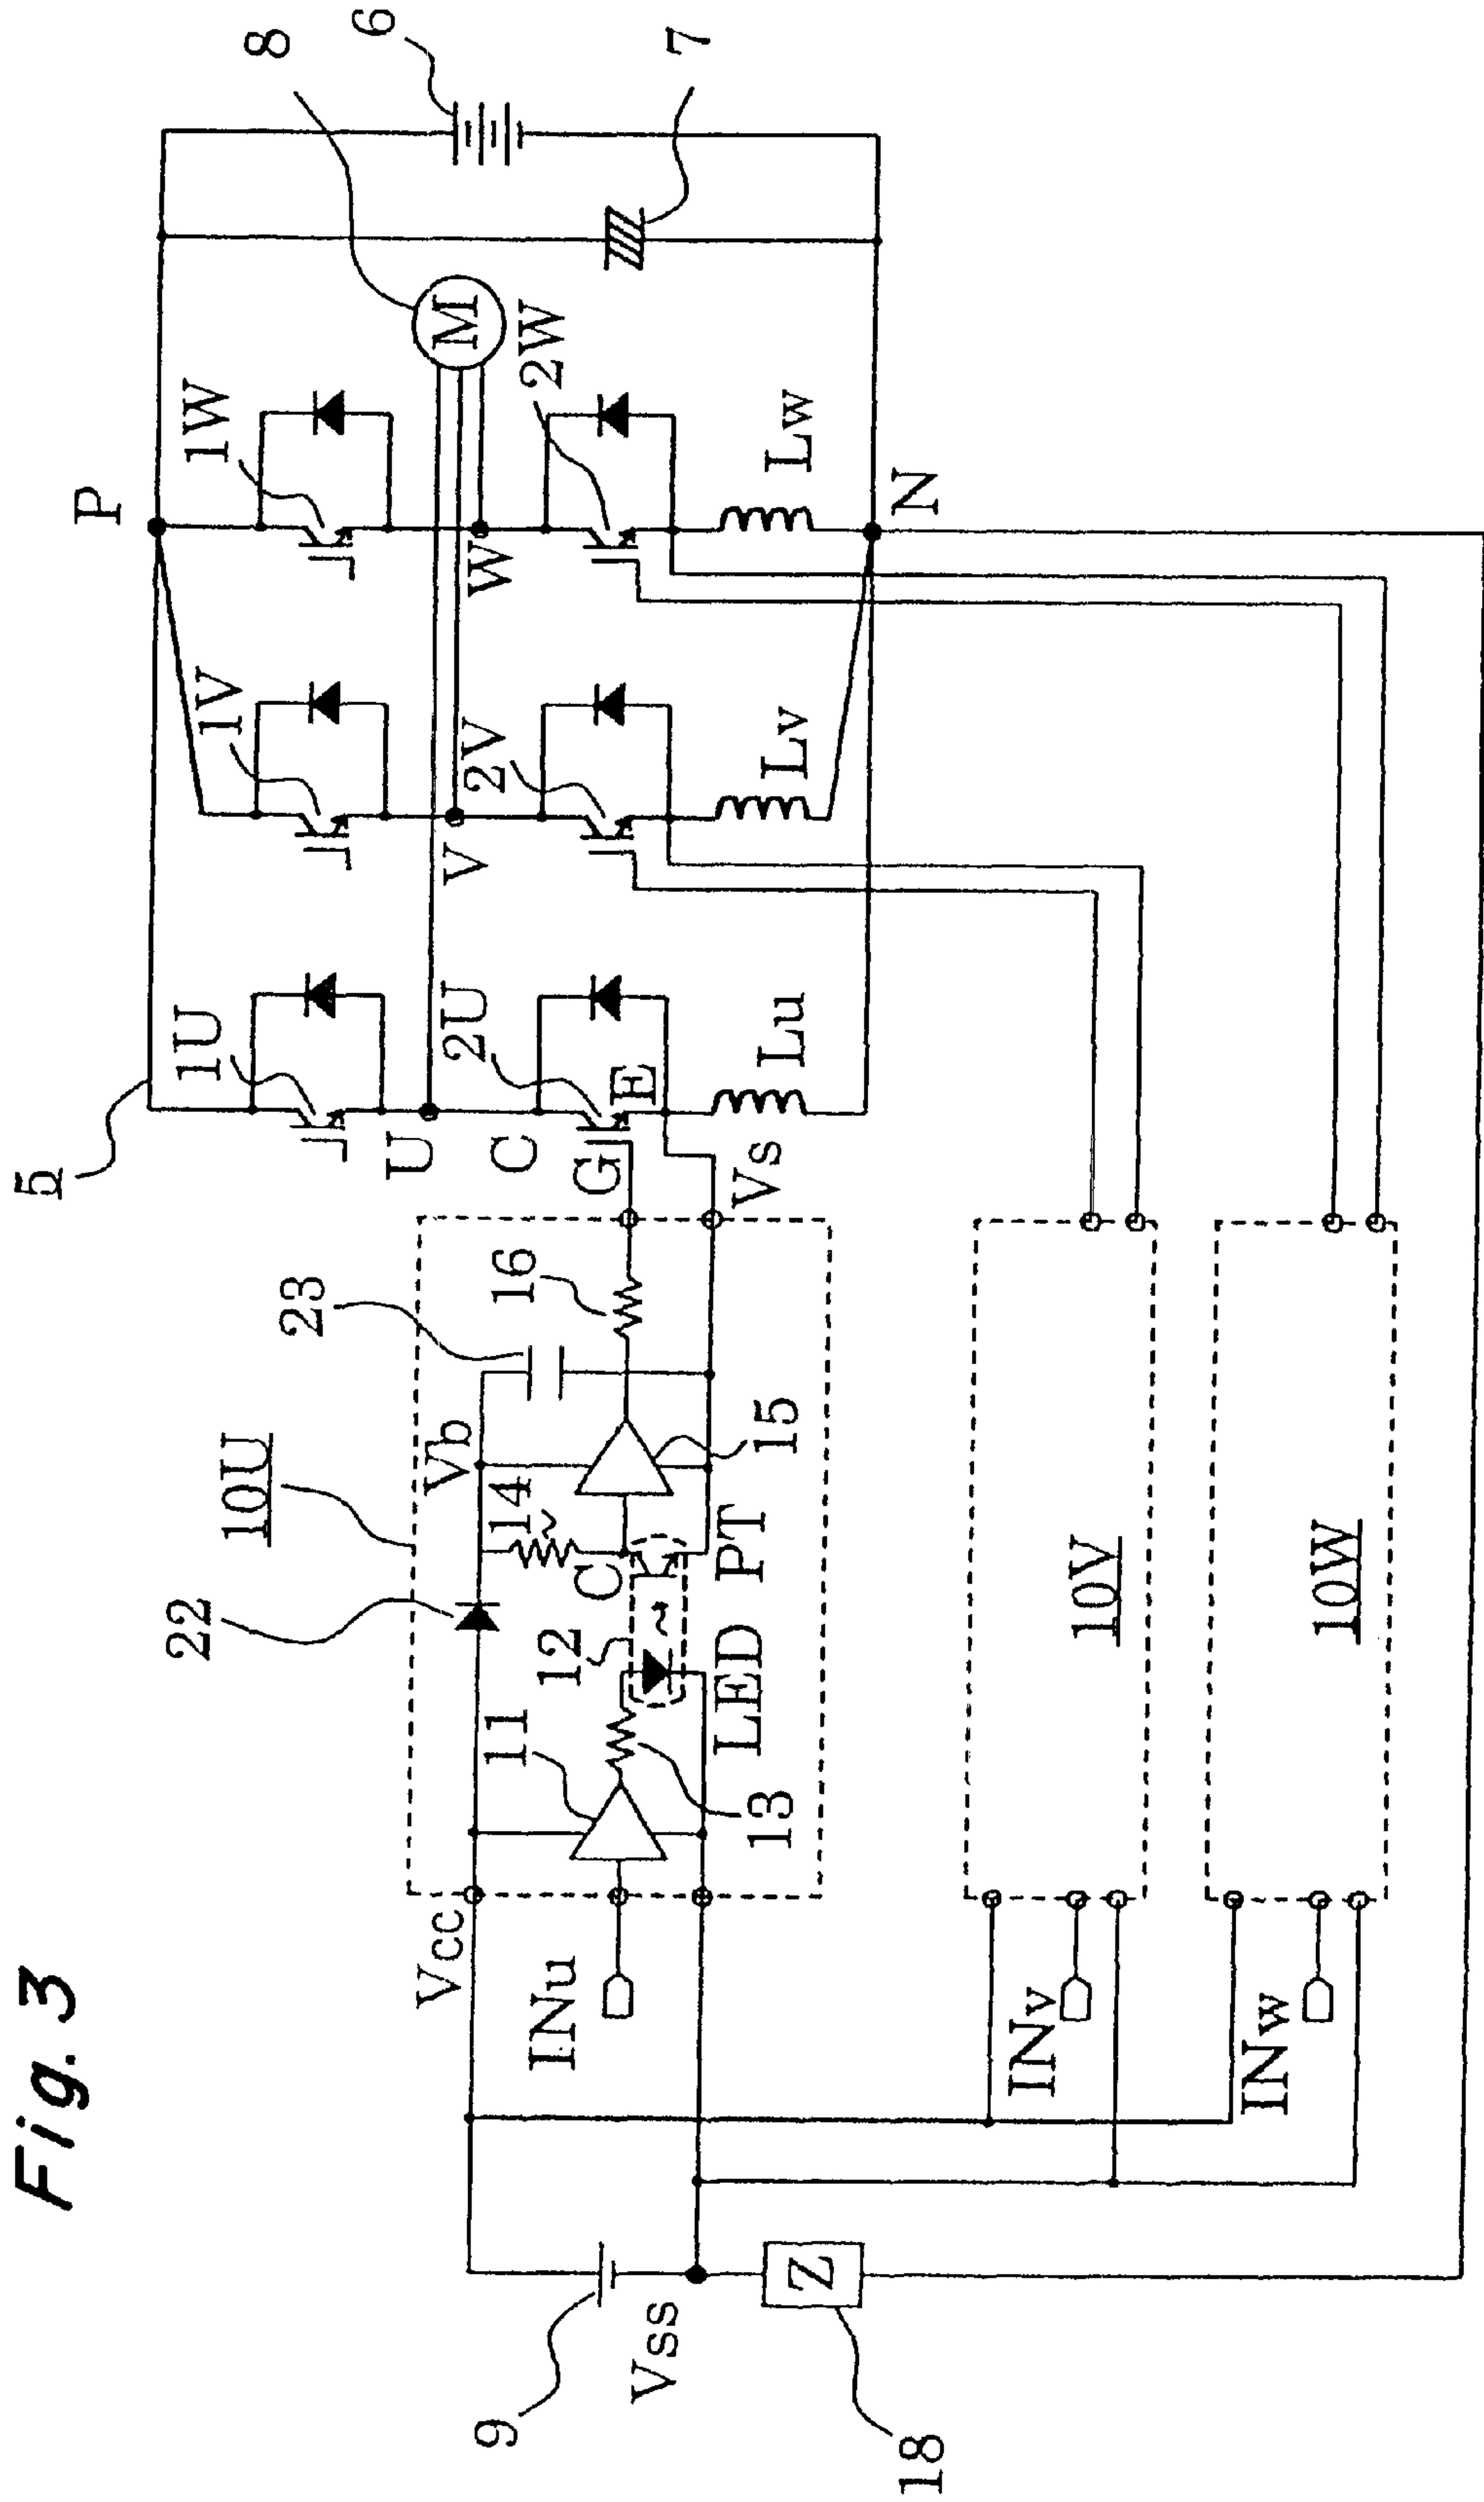 Fig. 3
5
P
8
6
1U
1V
1W
M
7
U
V
W
2U
2V
2W
C
G
E
Lu
Lv
Lw
N
Vs
22
10U
23
Vcc
Vb
16
11
12
14
C
INu
13
LED
PT
15
9
Vss
Z
18
INv
10V
INw
10W